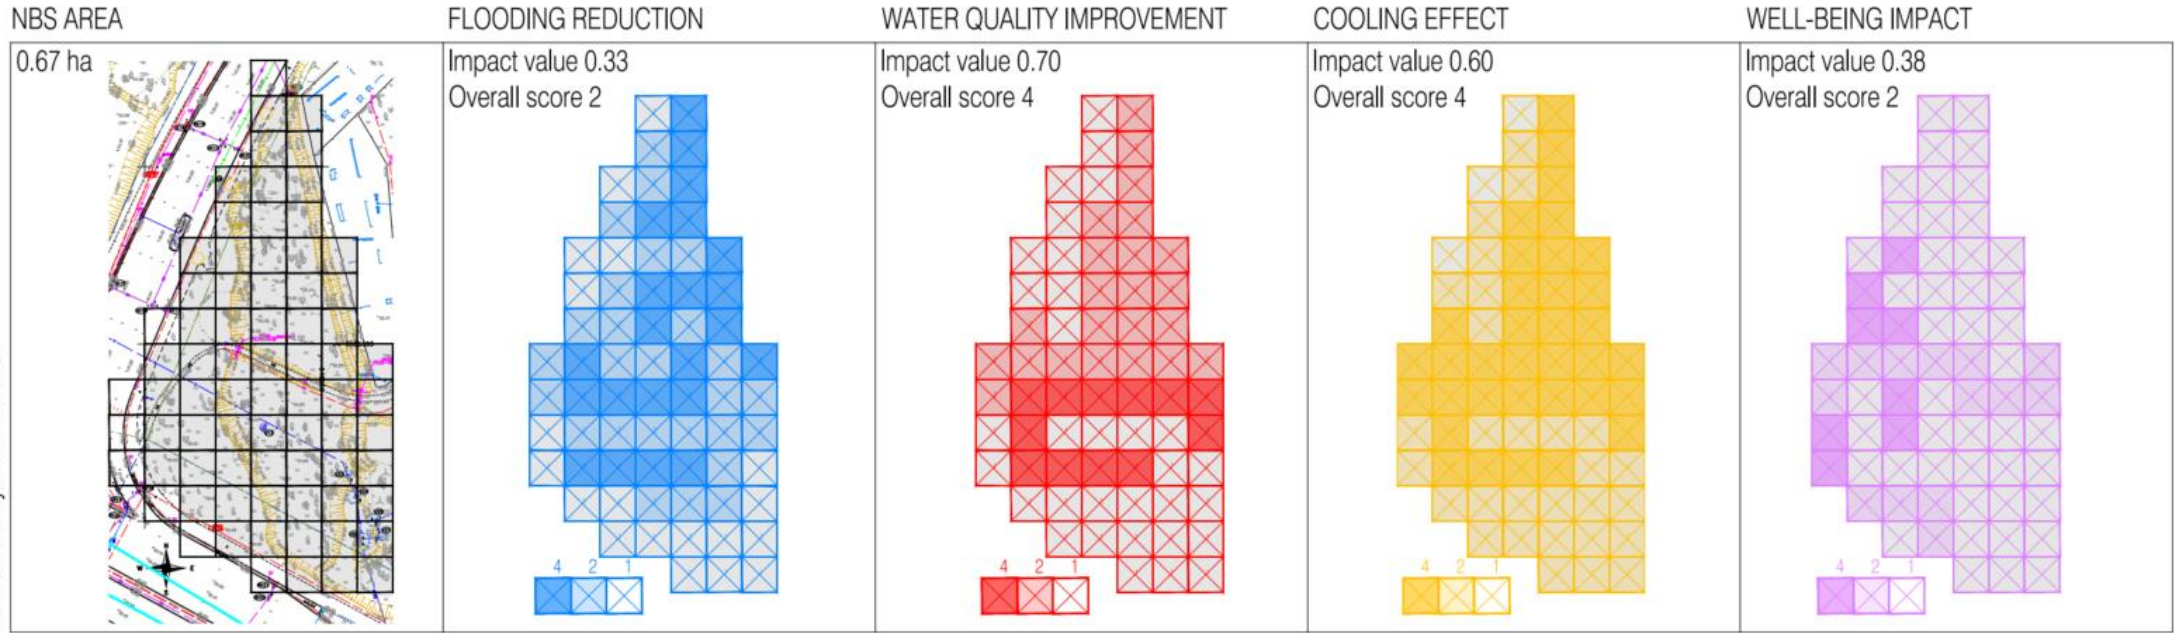 NBS AREA
FLOODING REDUCTION
WATER QUALITY IMPROVEMENT
COOLING EFFECT
WELL-BEING IMPACT
0.67 ha
Impact value 0.33
Overall score 2
Impact value 0.70
Overall score 4
Impact value 0.60
Overall score 4
Impact value 0.38
Overall score 2
4 2 1
4 2 1
4 2 1
4 2 1